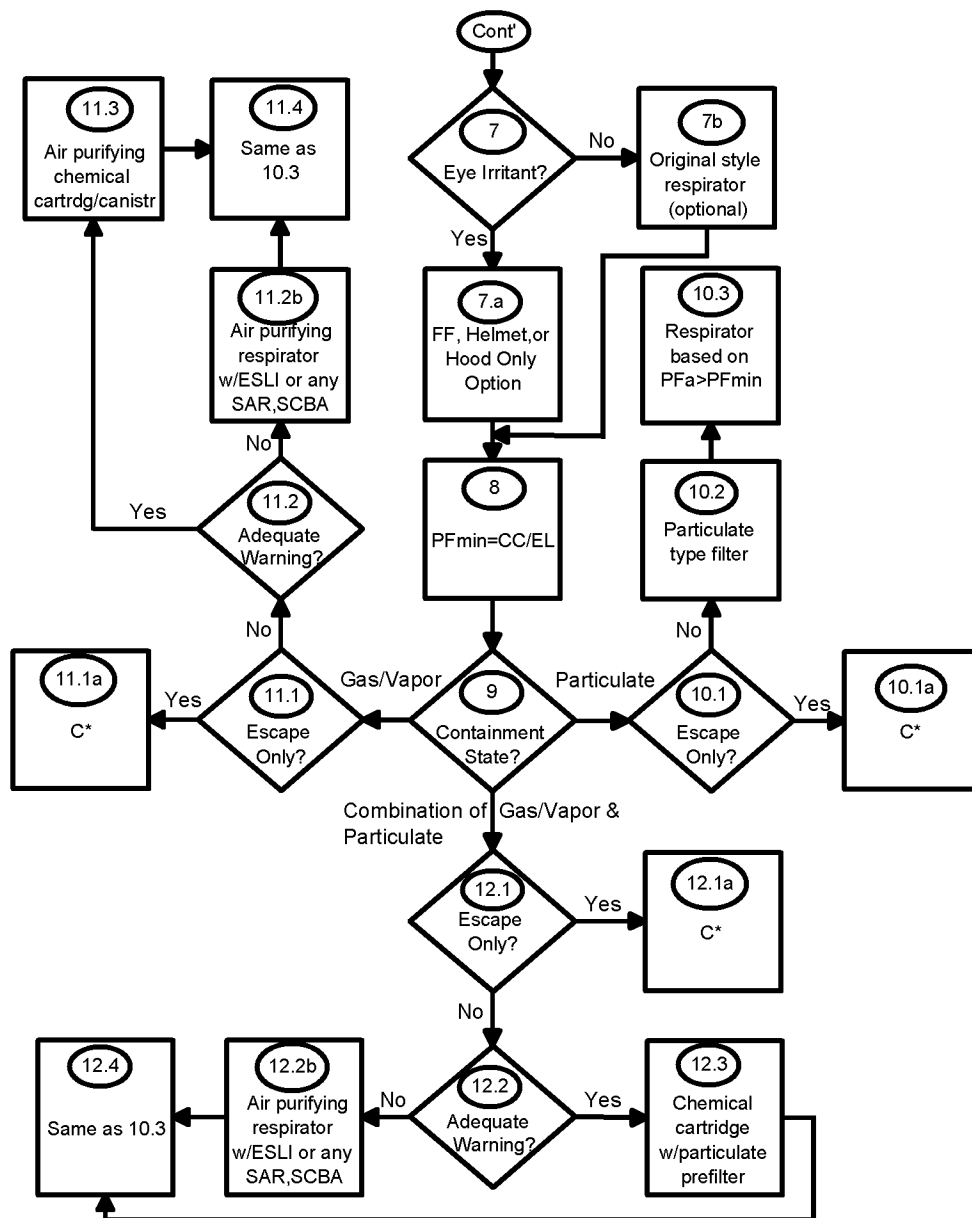 Cont'
7
Eye Irritant?
No
7b
Original style
respirator
(optional)
Yes
7.a
FF, Helmet,or
Hood Only
Option
8
PFmin=CC/EL
9
Containment
State?
Gas/Vapor
Particulate
Combination of Gas/Vapor &
Particulate
10.1
Escape
Only?
Yes
10.1a
C*
No
10.2
Particulate
type filter
10.3
Respirator
based on
PFa>PFmin
11.1
Escape
Only?
Yes
11.1a
C*
No
11.2
Adequate
Warning?
Yes
11.3
Air purifying
chemical
cartrdg/canistr
No
11.2b
Air purifying
respirator
w/ESLI or any
SAR,SCBA
11.4
Same as
10.3
12.1
Escape
Only?
Yes
12.1a
C*
No
12.2
Adequate
Warning?
Yes
12.3
Chemical
cartridge
w/particulate
prefilter
No
12.2b
Air purifying
respirator
w/ESLI or any
SAR,SCBA
12.4
Same as 10.3